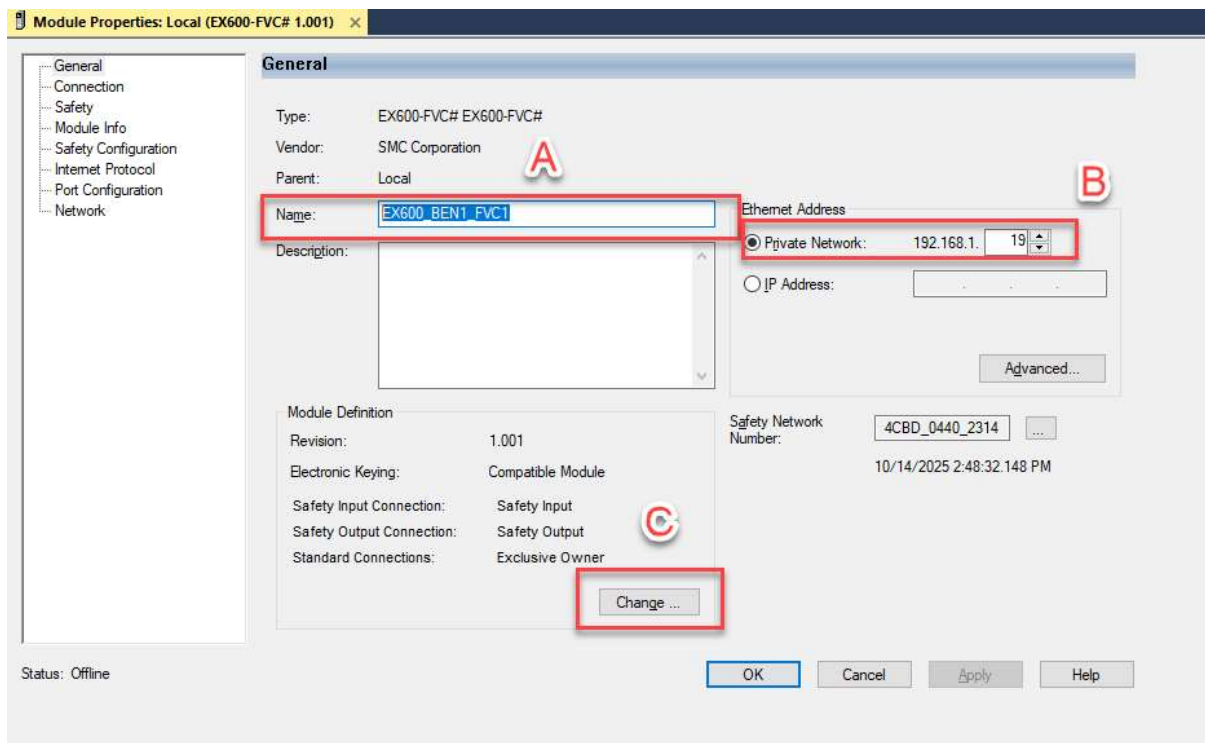 Module Properties: Local (EX600-FVC# 1.001) ×
General
Connection
Safety
Module Info
Safety Configuration
Internet Protocol
Port Configuration
Network
General
Type: EX600-FVC# EX600-FVC#
Vendor: SMC Corporation
A
Parent: Local
B
Name: EX600_BEN1_FVC1
Description:
Ethernet Address
Private Network: 192.168.1. 19
IP Address: . . .
Advanced...
Module Definition
Revision: 1.001
Electronic Keying: Compatible Module
Safety Input Connection: Safety Input
Safety Output Connection: Safety Output
Standard Connections: Exclusive Owner
C
Change ...
Safety Network Number: 4CBD_0440_2314 ...
10/14/2025 2:48:32.148 PM
Status: Offline
OK Cancel Apply Help